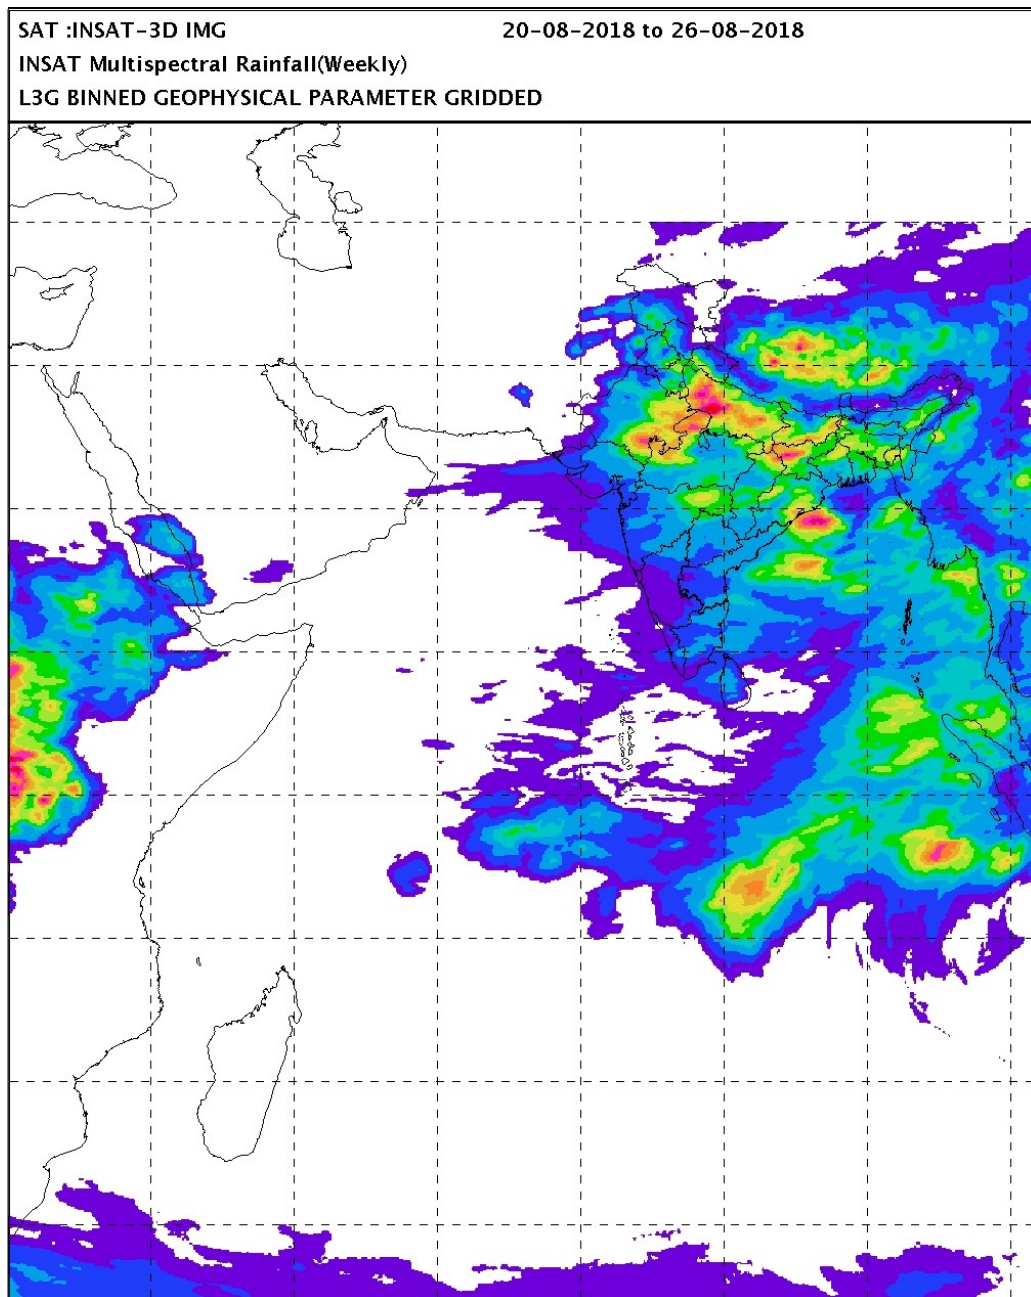 SAT :INSAT-3D IMG 20-08-2018 to 26-08-2018
INSAT Multispectral Rainfall(Weekly)
L3G BINNED GEOPHYSICAL PARAMETER GRIDDED